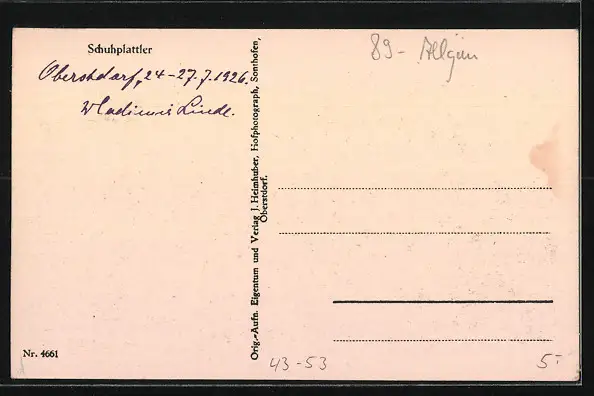 Schuhplattler
Oberstdorf, 24-27.7.1926.
Wladimir Linde.
Nr. 4661
Orig.-Aufn. Eigentum und Verlag J. Heimhuber, Hofphotograph, Sonthofen,
Oberstdorf.
89- Allgäu
43-53
5.-